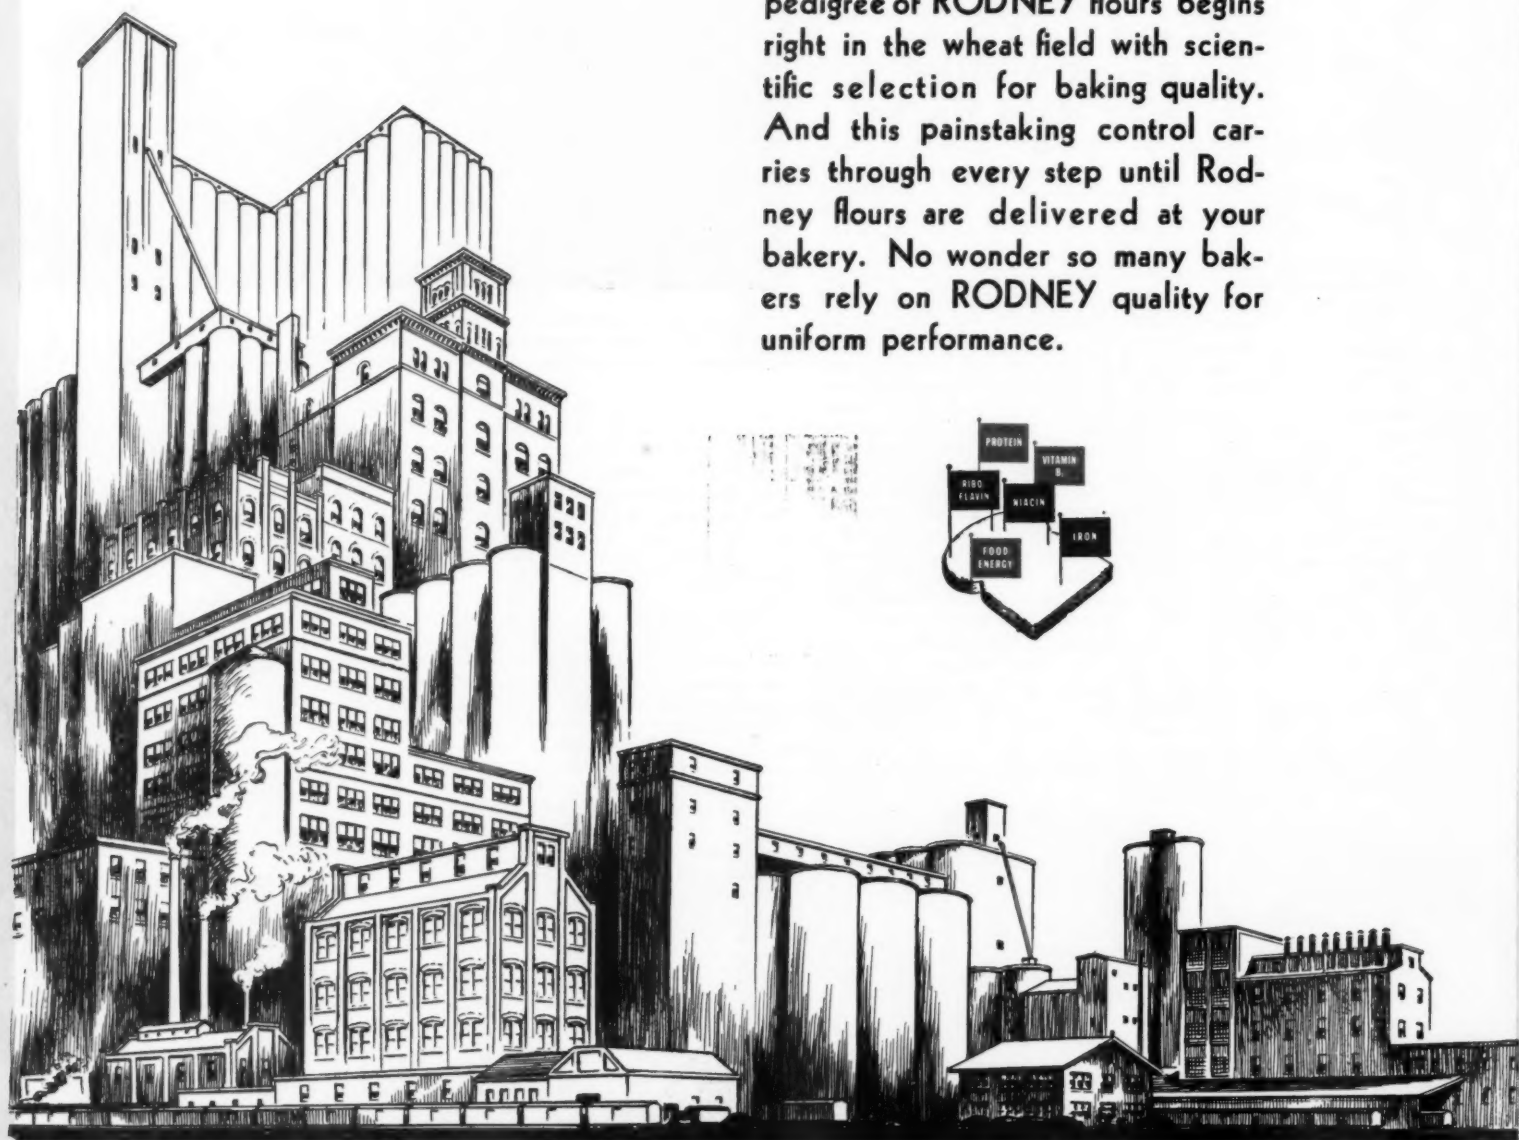 pedigree of RODNEY flours begins
right in the wheat field with scien-
tific selection for baking quality.
And this painstaking control car-
ries through every step until Rod-
ney flours are delivered at your
bakery. No wonder so many bak-
ers rely on RODNEY quality for
uniform performance.
PROTEIN
VITAMIN
B₁
RIBO
FLAVIN
NIACIN
IRON
FOOD
ENERGY